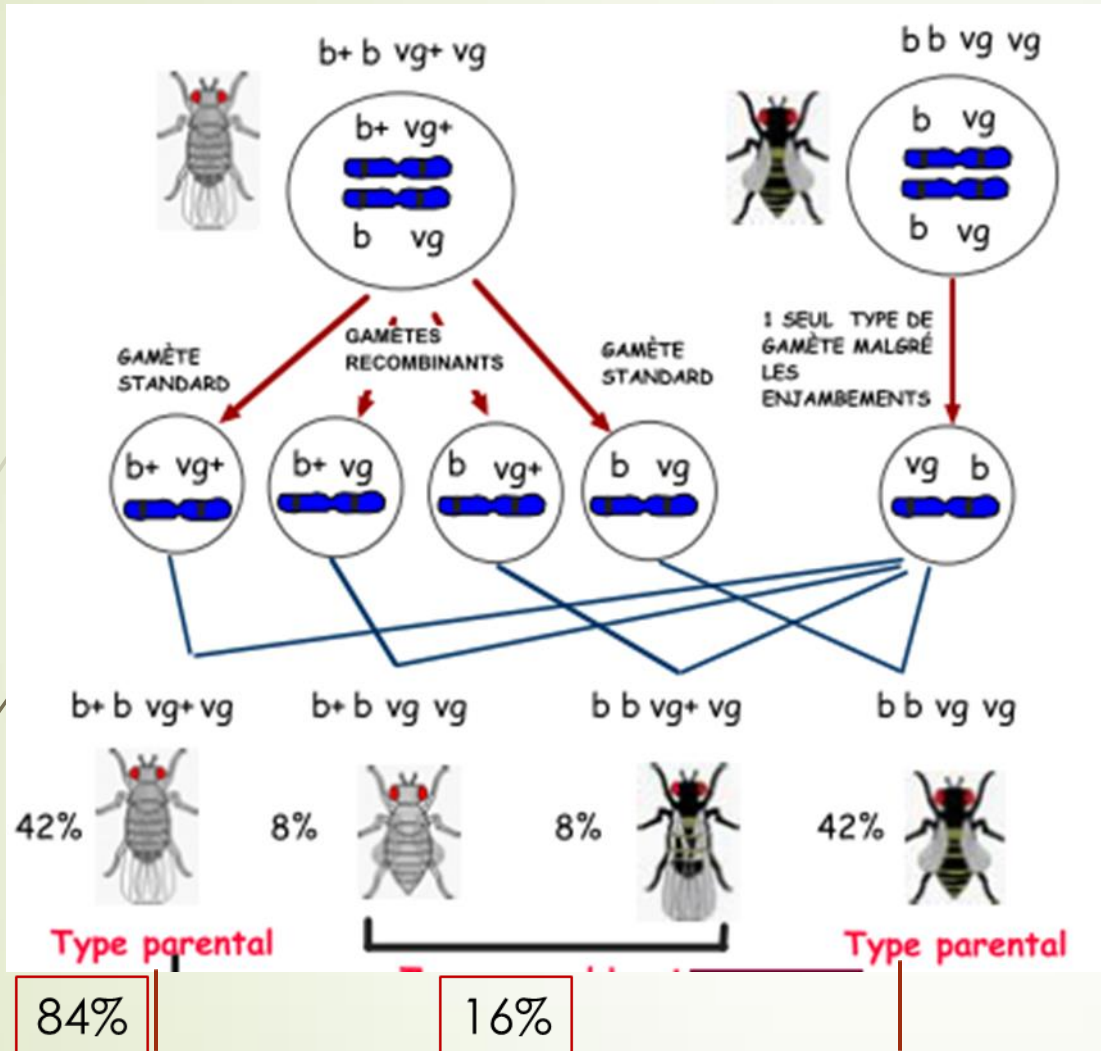 b+ b vg+ vg
b b vg vg
b+ vg+
b vg
b vg
b vg
GAMÈTE
STANDARD
GAMÈTES
RECOMBINANTS
GAMÈTE
STANDARD
1 SEUL TYPE DE
GAMÈTE MALGRÉ
LES
ENJAMBEMENTS
b+ vg+
b+ vg
b vg+
b vg
vg b
b+ b vg+ vg
b+ b vg vg
b b vg+ vg
b b vg vg
42%
8%
8%
42%
Type parental
Type parental
84%
16%